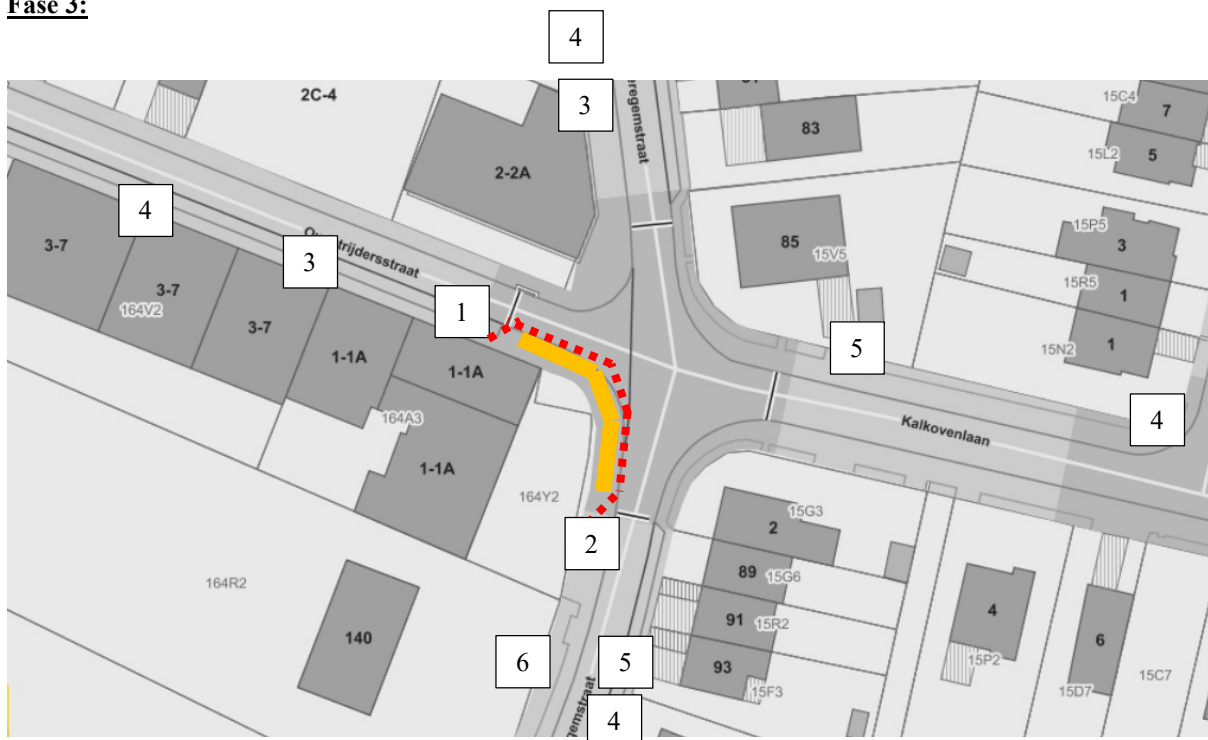 Fase 3:
4
3
2C-4
83
15C4
7
15L2
5
2-2A
4
3-7
3
85
15V5
15P5
3
15R5
1
3-7
164V2
1
3-7
1-1A
1-1A
5
15N2
1
4
Kalkovenlaan
164A3
1-1A
164Y2
2
15G3
2
89
15G6
91
15R2
93
15F3
4
15P2
6
15D7
15C7
164R2
140
6
5
4